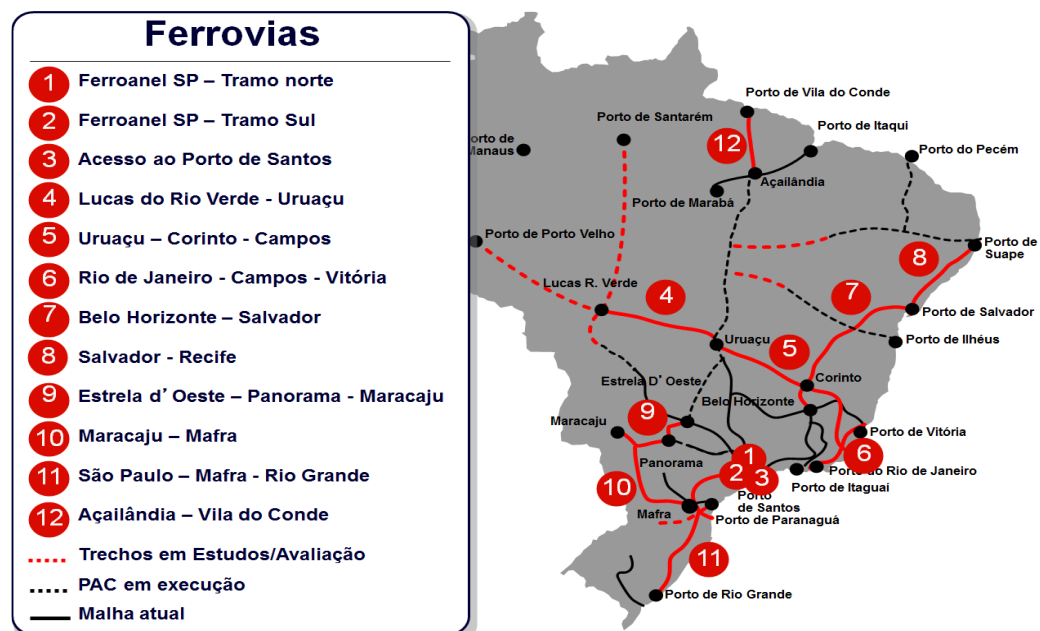 Ferrovias
1 Ferroanel SP – Tramo norte
2 Ferroanel SP – Tramo Sul
3 Acesso ao Porto de Santos
4 Lucas do Rio Verde - Uruaçu
5 Uruaçu – Corinto - Campos
6 Rio de Janeiro - Campos - Vitória
7 Belo Horizonte – Salvador
8 Salvador - Recife
9 Estrela d’ Oeste – Panorama - Maracaju
10 Maracaju – Mafra
11 São Paulo – Mafra - Rio Grande
12 Açailândia – Vila do Conde
Trechos em Estudos/Avaliação
PAC em execução
Malha atual
Porto de Vila do Conde
Porto de Santarém
Porto de Itaqui
orto de
Manaus
12
Porto do Pecém
Açailândia
Porto de Marabá
Porto de Porto Velho
Porto de
Suape
8
Lucas R. Verde
4
7
Porto de Salvador
Uruaçu
5
Porto de Ilhéus
Estrela D’ Oeste
Corinto
Belo Horizonte
9
Maracaju
Porto de Vitória
6
Panorama
1
2
3
Porto do Rio de Janeiro
Porto de Itaguaí
10
Porto
de Santos
Mafra
Porto de Paranaguá
11
Porto de Rio Grande